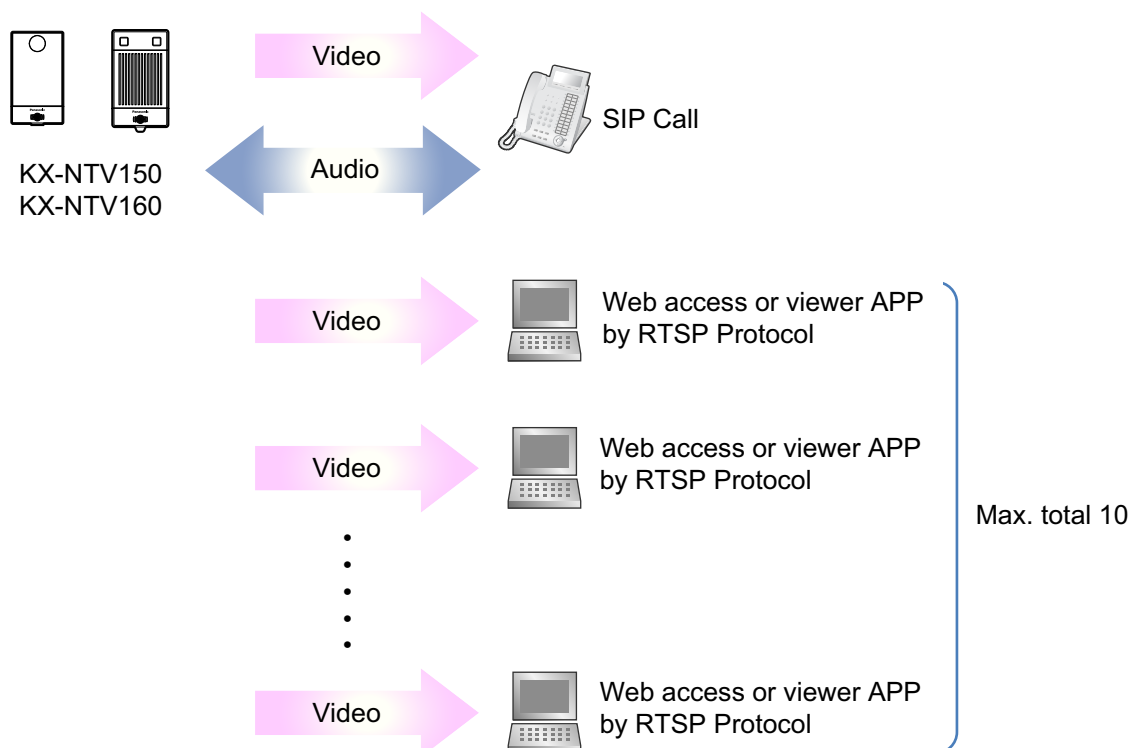 Video
SIP Call
Audio
KX-NTV150
KX-NTV160
Video
Web access or viewer APP
by RTSP Protocol
Video
Web access or viewer APP
by RTSP Protocol
Max. total 10
Video
Web access or viewer APP
by RTSP Protocol